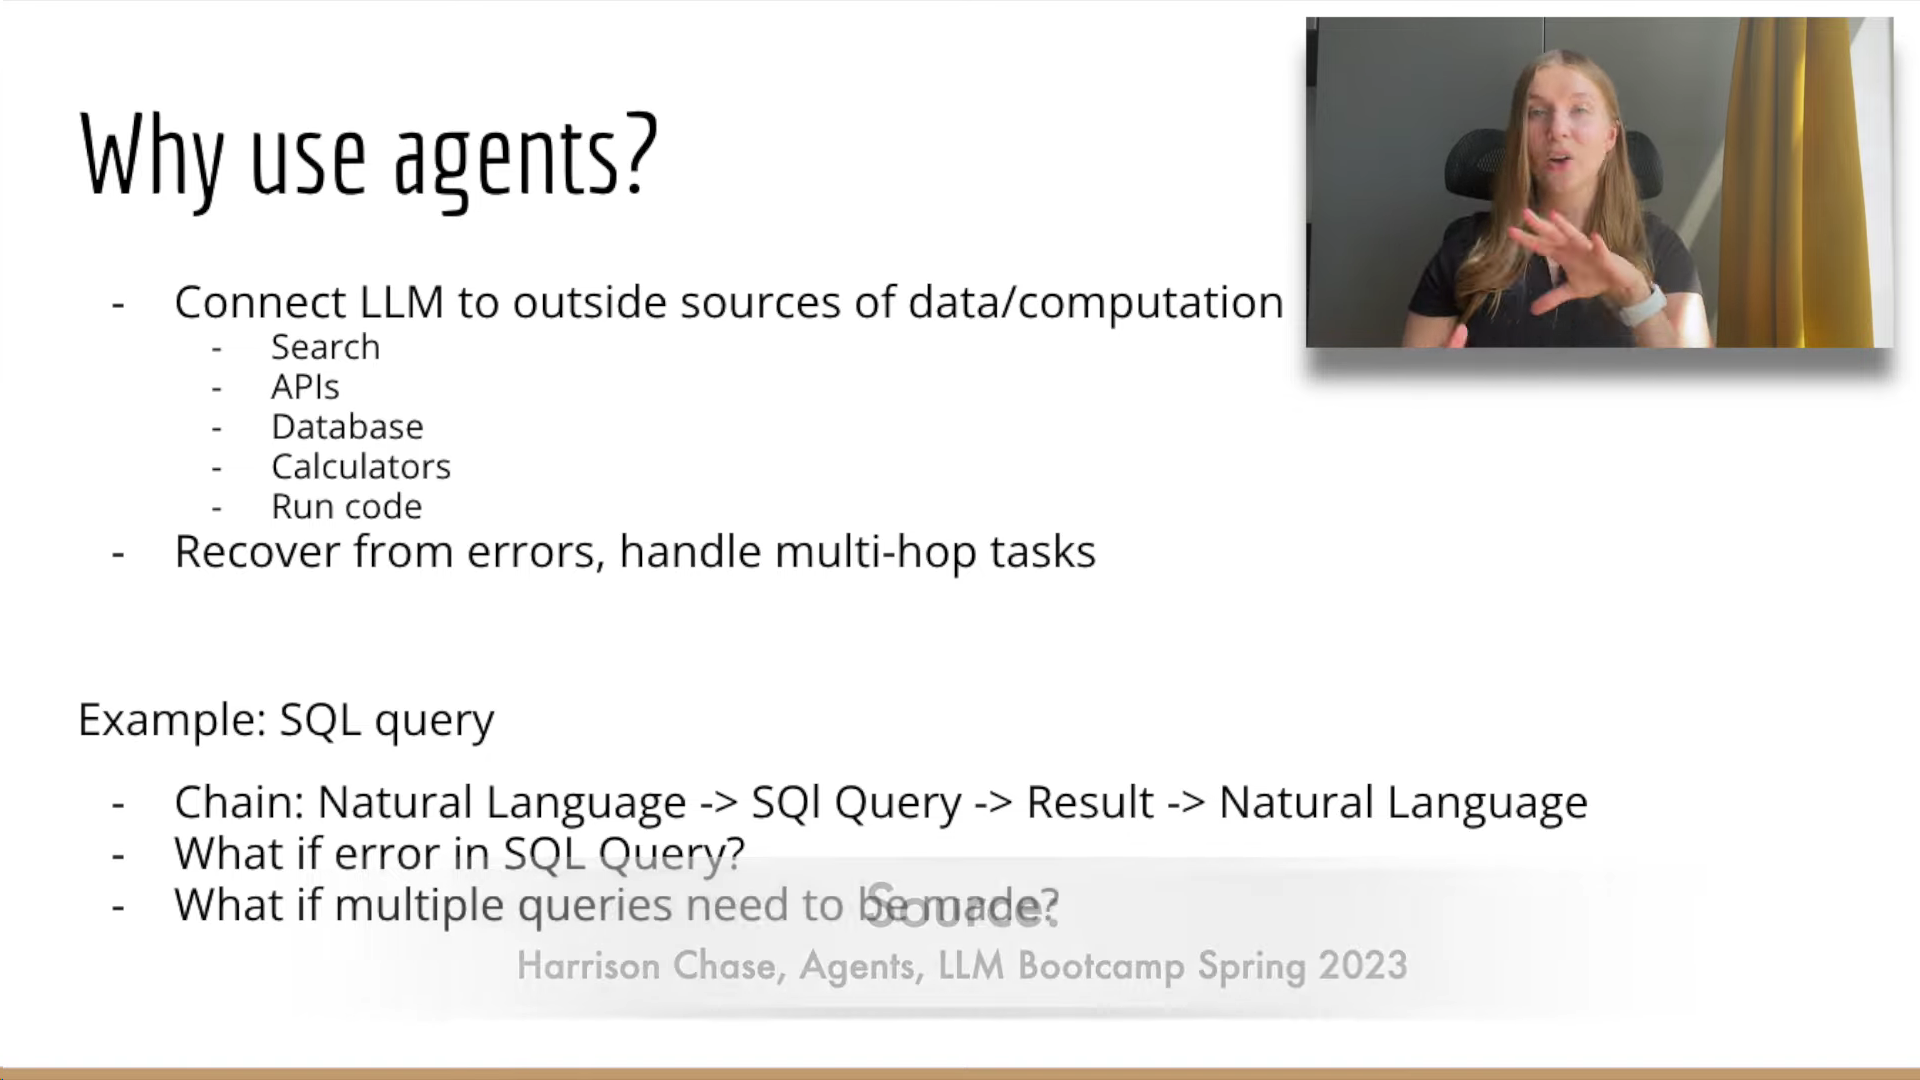 Why use agents?
- Connect LLM to outside sources of data/computation
- Search
- APIs
- Database
- Calculators
- Run code
- Recover from errors, handle multi-hop tasks
Example: SQL query
- Chain: Natural Language -> SQl Query -> Result -> Natural Language
- What if error in SQL Query?
- What if multiple queries need to be made?
Source:
Harrison Chase, Agents, LLM Bootcamp Spring 2023